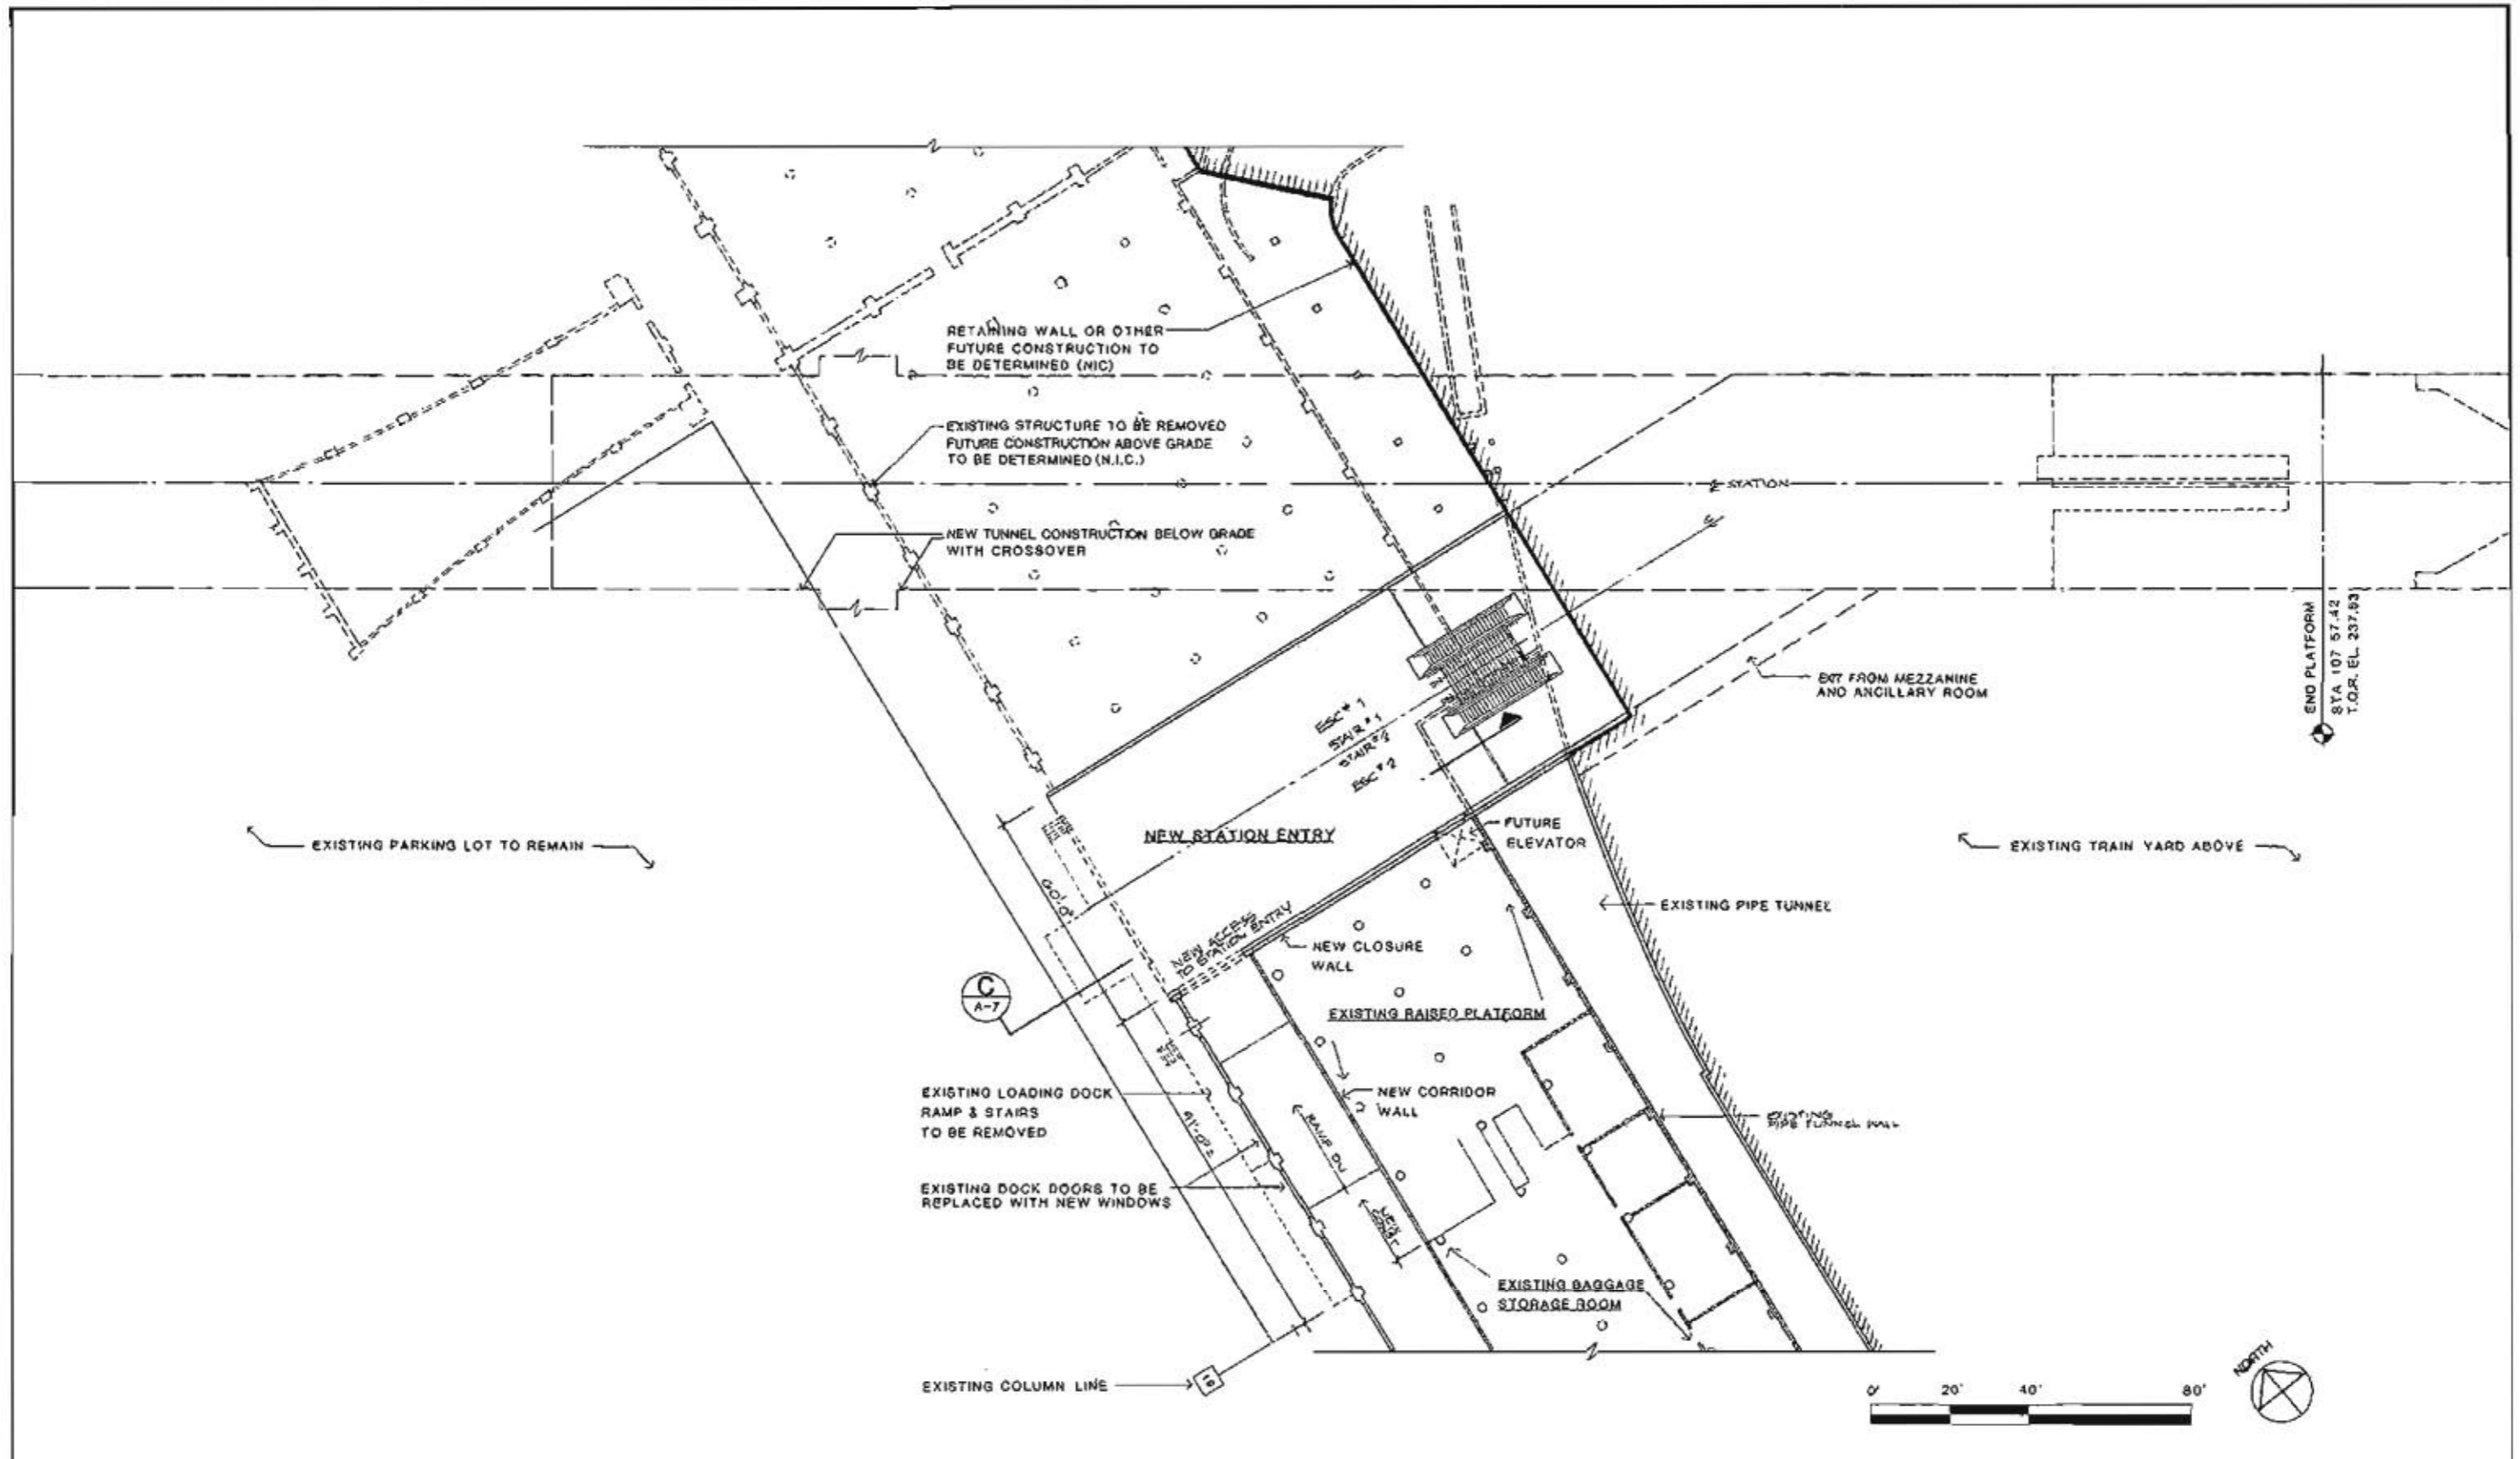 RETAINING WALL OR OTHER
FUTURE CONSTRUCTION TO
BE DETERMINED (NIC)
EXISTING STRUCTURE TO BE REMOVED
FUTURE CONSTRUCTION ABOVE GRADE
TO BE DETERMINED (N.I.C.)
STATION
NEW TUNNEL CONSTRUCTION BELOW GRADE
WITH CROSSOVER
END PLATFORM
STA 107 57.42
T.O.R. EL. 237.53
EXIT FROM MEZZANINE
AND ANCILLARY ROOM
ESC # 1
STAIR # 1
STAIR # 2
ESC # 2
EXISTING PARKING LOT TO REMAIN
NEW STATION ENTRY
FUTURE
ELEVATOR
EXISTING TRAIN YARD ABOVE
60'-0"
EXISTING PIPE TUNNEL
NEW ACCESS
TO STATION ENTRY
NEW CLOSURE
WALL
C
A-7
EXISTING RAISED PLATFORM
EXISTING LOADING DOCK
RAMP & STAIRS
TO BE REMOVED
NEW CORRIDOR
WALL
RAMP DN
91'-0"±
EXISTING
PIPE TUNNEL WALL
EXISTING DOCK DOORS TO BE
REPLACED WITH NEW WINDOWS
EXISTING BAGGAGE
STORAGE ROOM
EXISTING COLUMN LINE
19
0' 20' 40' 80'
NORTH